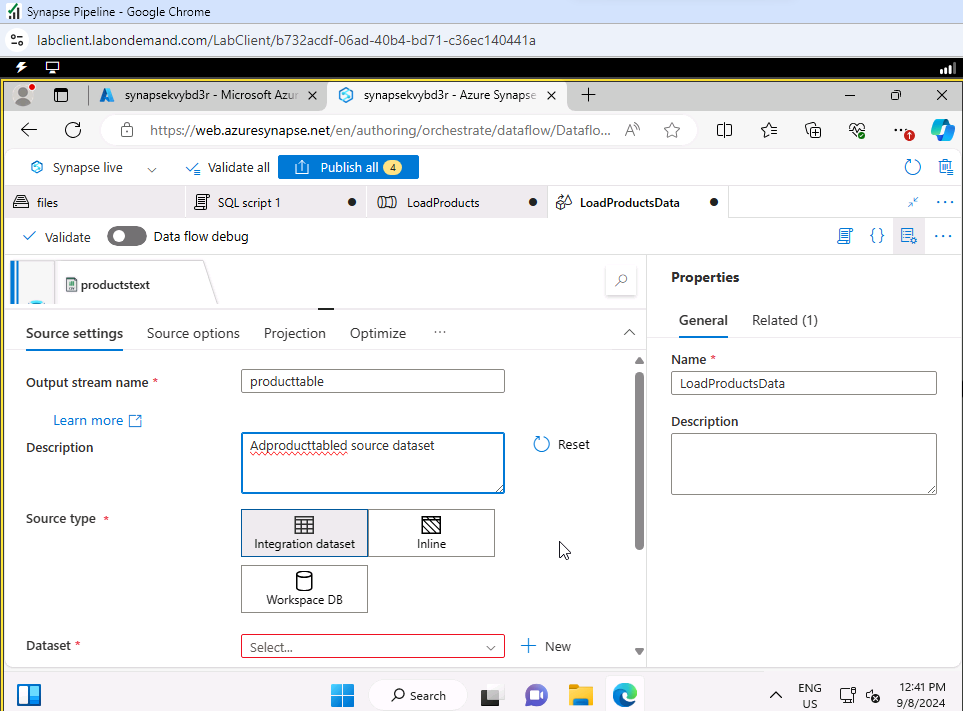 Synapse Pipeline - Google Chrome
labclient.labondemand.com/LabClient/b732acdf-06ad-40b4-bd71-c36ec140441a
synapsekvybd3r - Microsoft Azur
synapsekvybd3r - Azure Synapse
https://web.azuresynapse.net/en/authoring/orchestrate/dataflow/Dataflo...
Synapse live
Validate all
Publish all 4
files
SQL script 1
LoadProducts
LoadProductsData
Validate
Data flow debug
productstext
Source settings
Source options
Projection
Optimize
...
Output stream name *
producttable
Learn more
Description
Adproducttabled source dataset
Reset
Source type *
Integration dataset
Inline
Workspace DB
Dataset *
Select...
New
Properties
General
Related (1)
Name *
LoadProductsData
Description
Search
ENG
US
12:41 PM
9/8/2024